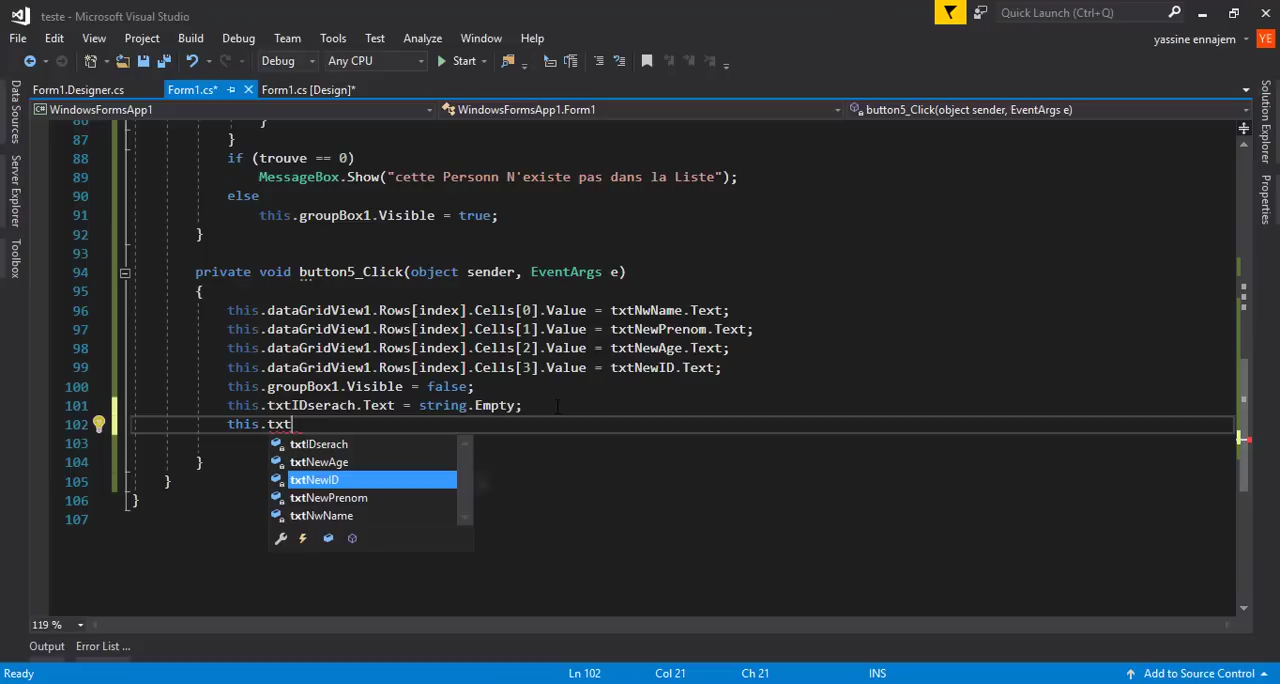 teste - Microsoft Visual Studio
Quick Launch (Ctrl+Q)
File Edit View Project Build Debug Team Tools Test Analyze Window Help
yassine ennajem
YE
Debug
Any CPU
Start
Form1.Designer.cs
Form1.cs*
Form1.cs [Design]*
WindowsFormsApp1
WindowsFormsApp1.Form1
button5_Click(object sender, EventArgs e)
Data Sources
Server Explorer
Toolbox
Solution Explorer
Properties
86 }
87 }
88 if (trouve == 0)
89 MessageBox.Show("cette Personn N'existe pas dans la Liste");
90 else
91 this.groupBox1.Visible = true;
92 }
93
94 private void button5_Click(object sender, EventArgs e)
95 {
96 this.dataGridView1.Rows[index].Cells[0].Value = txtNwName.Text;
97 this.dataGridView1.Rows[index].Cells[1].Value = txtNewPrenom.Text;
98 this.dataGridView1.Rows[index].Cells[2].Value = txtNewAge.Text;
99 this.dataGridView1.Rows[index].Cells[3].Value = txtNewID.Text;
100 this.groupBox1.Visible = false;
101 this.txtIDserach.Text = string.Empty;
102 this.txt
103
104 }
105 }
106 }
107
txtIDserach
txtNewAge
txtNewID
txtNewPrenom
txtNwName
119 %
Output
Error List ...
Ready
Ln 102
Col 21
Ch 21
INS
Add to Source Control